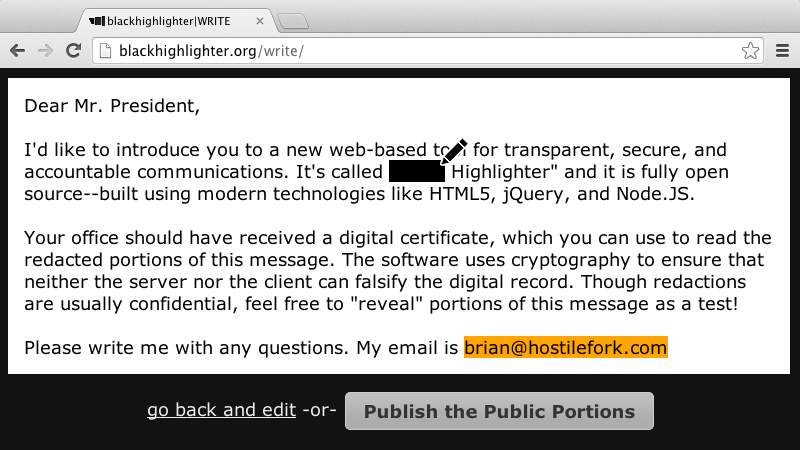 blackhighlighter|WRITE
blackhighlighter.org/write/
Dear Mr. President,
I'd like to introduce you to a new web-based for transparent, secure, and
accountable communications. It's called Highlighter" and it is fully open
source--built using modern technologies like HTML5, jQuery, and Node.JS.
Your office should have received a digital certificate, which you can use to read the
redacted portions of this message. The software uses cryptography to ensure that
neither the server nor the client can falsify the digital record. Though redactions
are usually confidential, feel free to "reveal" portions of this message as a test!
Please write me with any questions. My email is brian@hostilefork.com
go back and edit -or- Publish the Public Portions